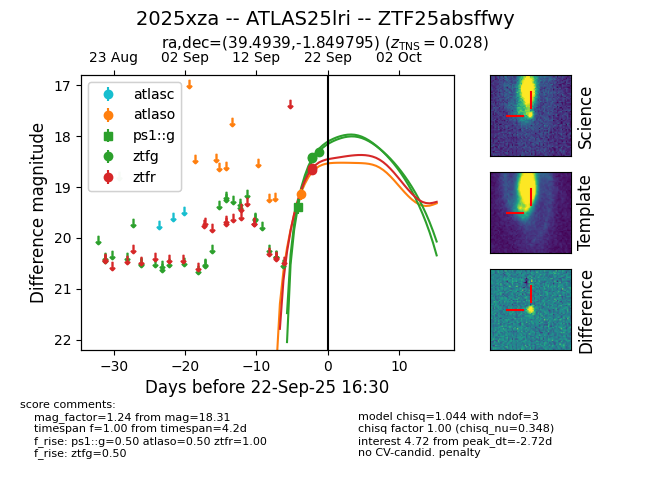 2025xza -- ATLAS25lri -- ZTF25absffwy
ra,dec=(39.4939,-1.849795) (z_TNS = 0.028)
23 Aug 02 Sep 12 Sep 22 Sep 02 Oct
atlasc
atlaso
ps1::g
ztfg
ztfr
17
18
19
20
21
22
Difference magnitude
−30 −20 −10 0 10
Days before 22-Sep-25 16:30
Science
Template
Difference
score comments:
mag_factor=1.24 from mag=18.31
timespan f=1.00 from timespan=4.2d
f_rise: ps1::g=0.50 atlaso=0.50 ztfr=1.00
f_rise: ztfg=0.50
model chisq=1.044 with ndof=3
chisq factor 1.00 (chisq_nu=0.348)
interest 4.72 from peak_dt=-2.72d
no CV-candid. penalty